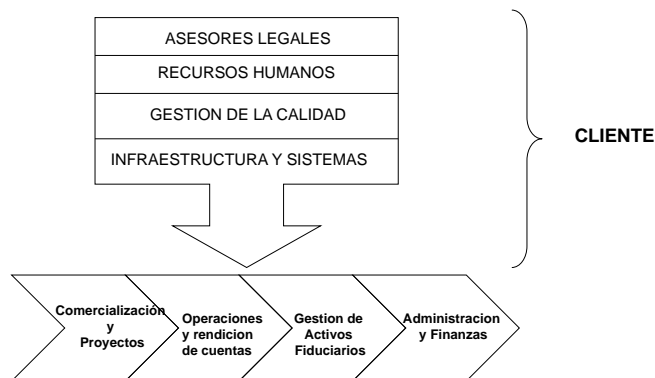 ASESORES LEGALES
RECURSOS HUMANOS
GESTION DE LA CALIDAD
INFRAESTRUCTURA Y SISTEMAS
CLIENTE
Comercialización
y
Proyectos
Operaciones
y rendicion
de cuentas
Gestion de
Activos
Fiduciarios
Administracion
y Finanzas